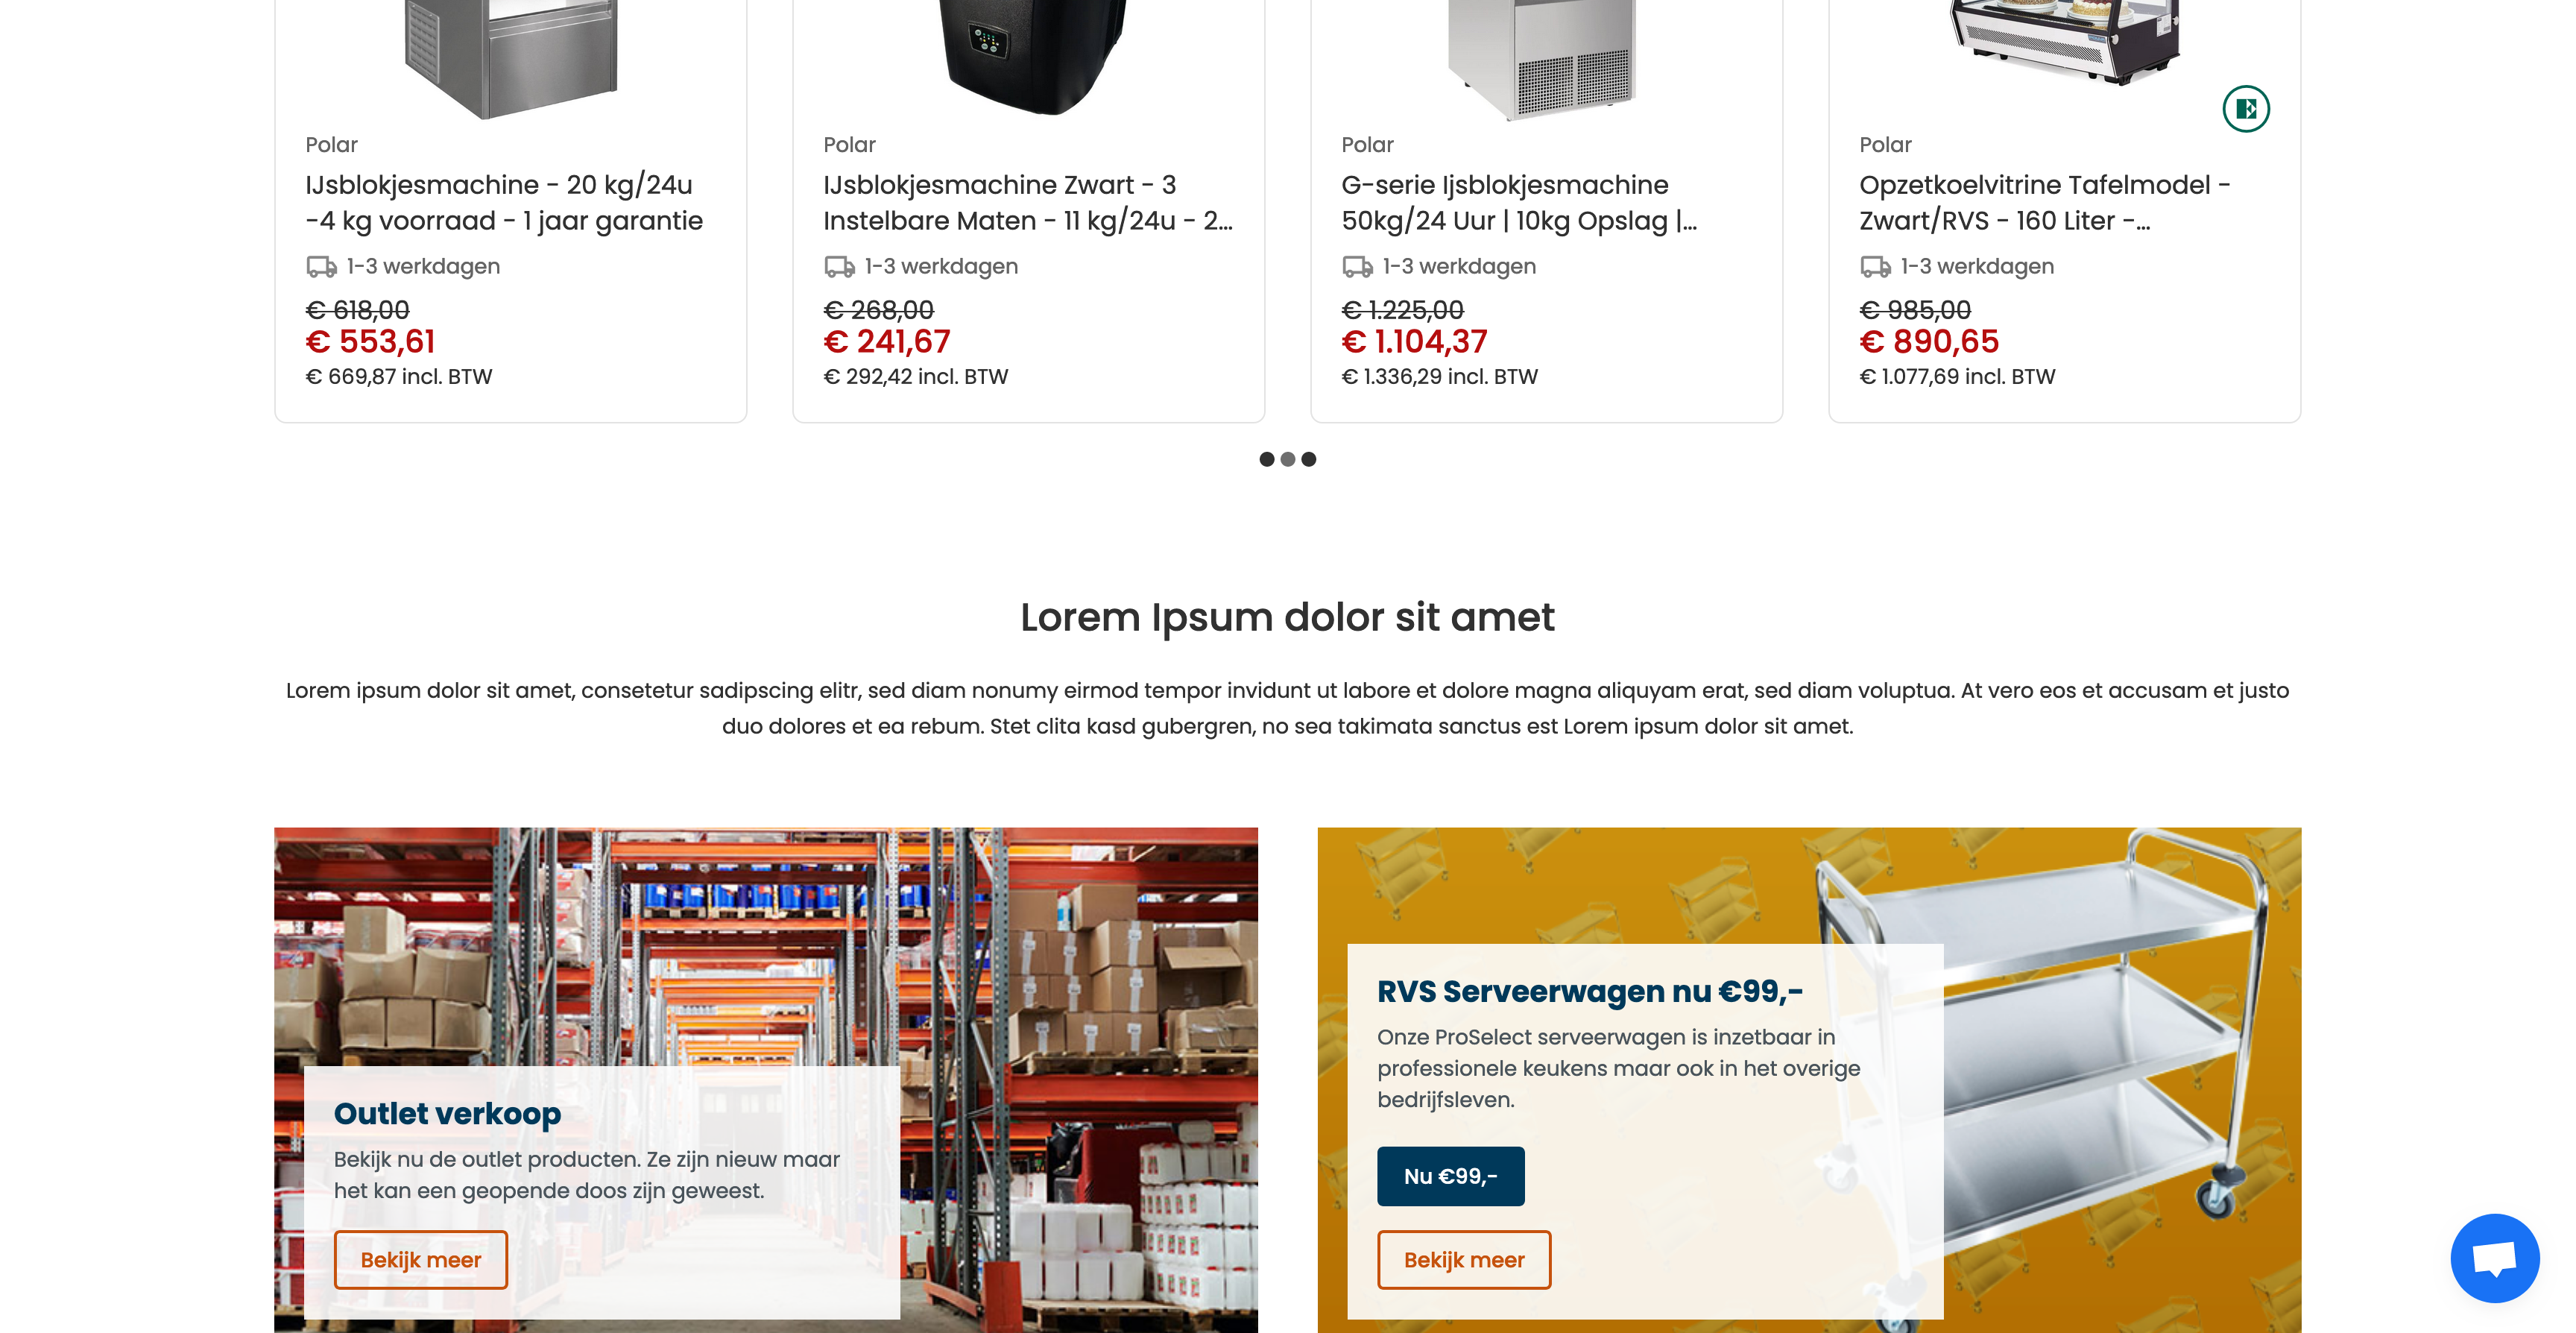 Polar
IJsblokjesmachine - 20 kg/24u
-4 kg voorraad - 1 jaar garantie
1-3 werkdagen
€ 618,00
€ 553,61
€ 669,87 incl. BTW
Polar
IJsblokjesmachine Zwart - 3
Instelbare Maten - 11 kg/24u - 2...
1-3 werkdagen
€ 268,00
€ 241,67
€ 292,42 incl. BTW
Polar
G-serie Ijsblokjesmachine
50kg/24 Uur | 10kg Opslag |...
1-3 werkdagen
€ 1.225,00
€ 1.104,37
€ 1.336,29 incl. BTW
Polar
Opzetkoelvitrine Tafelmodel -
Zwart/RVS - 160 Liter -...
1-3 werkdagen
€ 985,00
€ 890,65
€ 1.077,69 incl. BTW
Lorem Ipsum dolor sit amet
Lorem ipsum dolor sit amet, consetetur sadipscing elitr, sed diam nonumy eirmod tempor invidunt ut labore et dolore magna aliquyam erat, sed diam voluptua. At vero eos et accusam et justo
duo dolores et ea rebum. Stet clita kasd gubergren, no sea takimata sanctus est Lorem ipsum dolor sit amet.
Outlet verkoop
Bekijk nu de outlet producten. Ze zijn nieuw maar
het kan een geopende doos zijn geweest.
Bekijk meer
RVS Serveerwagen nu €99,-
Onze ProSelect serveerwagen is inzetbaar in
professionele keukens maar ook in het overige
bedrijfsleven.
Nu €99,-
Bekijk meer